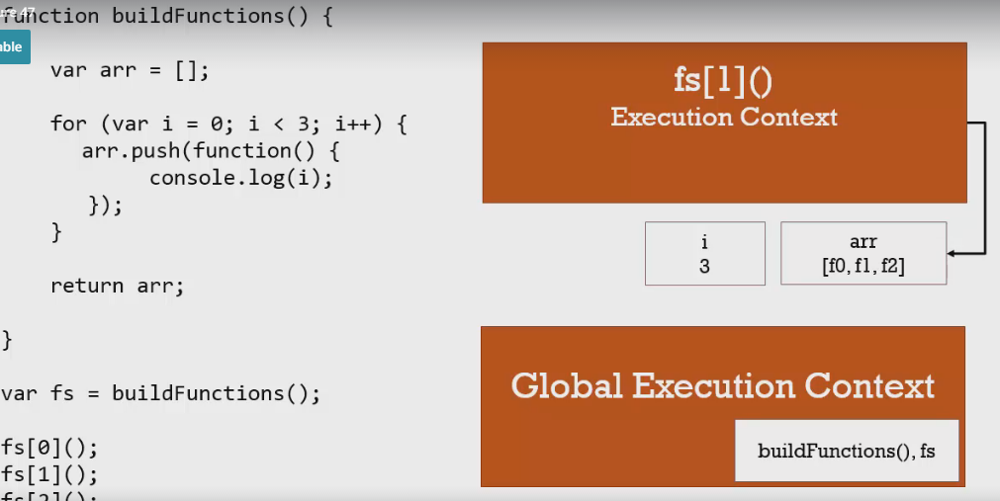 function buildFunctions() {
var arr = [];
for (var i = 0; i < 3; i++) {
arr.push(function() {
console.log(i);
});
}
return arr;
}
var fs = buildFunctions();
fs[0]();
fs[1]();
fs[2]();
47
able
fs[1]()
Execution Context
i
3
arr
[f0, f1, f2]
Global Execution Context
buildFunctions(), fs